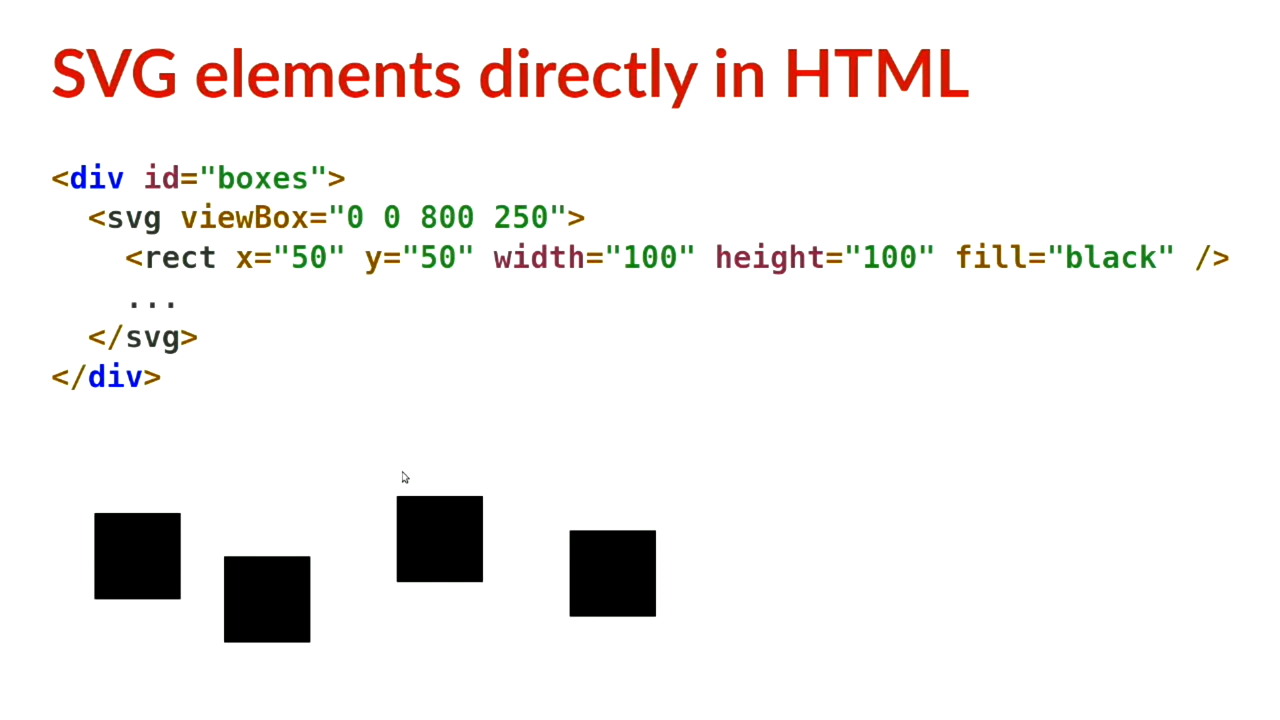 SVG elements directly in HTML
<div id="boxes">
<svg viewBox="0 0 800 250">
<rect x="50" y="50" width="100" height="100" fill="black" />
...
</svg>
</div>